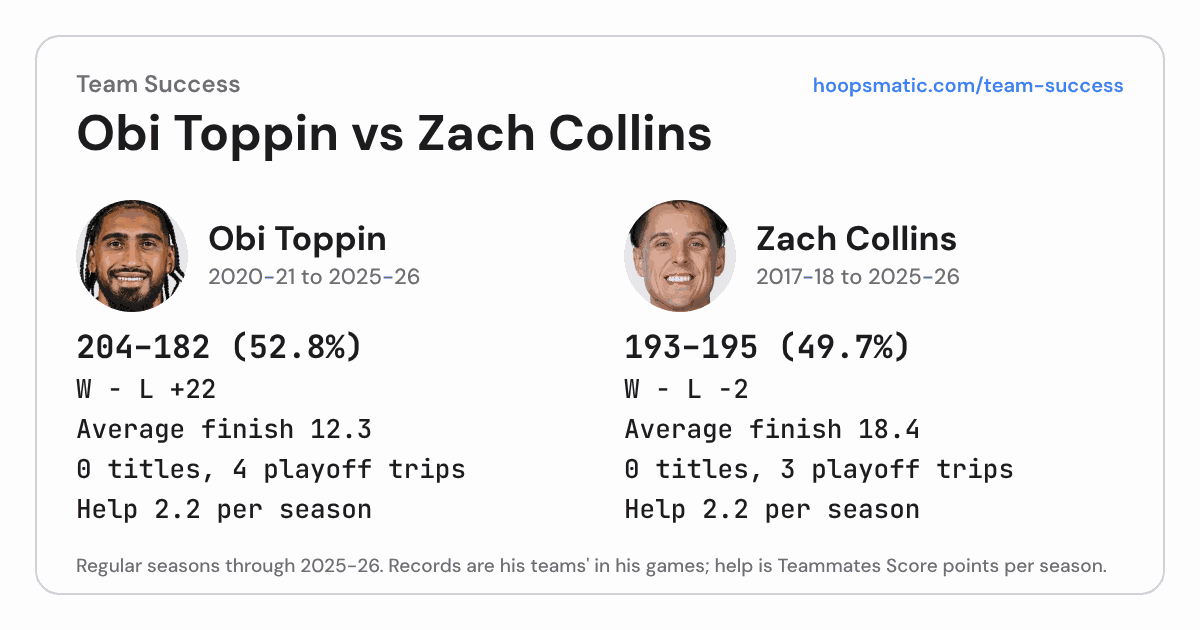 Team Success
hoopsmatic.com/team-success
Obi Toppin vs Zach Collins
Obi Toppin
2020-21 to 2025-26
204-182 (52.8%)
W - L +22
Average finish 12.3
0 titles, 4 playoff trips
Help 2.2 per season
Zach Collins
2017-18 to 2025-26
193-195 (49.7%)
W - L -2
Average finish 18.4
0 titles, 3 playoff trips
Help 2.2 per season
Regular seasons through 2025-26. Records are his teams' in his games; help is Teammates Score points per season.